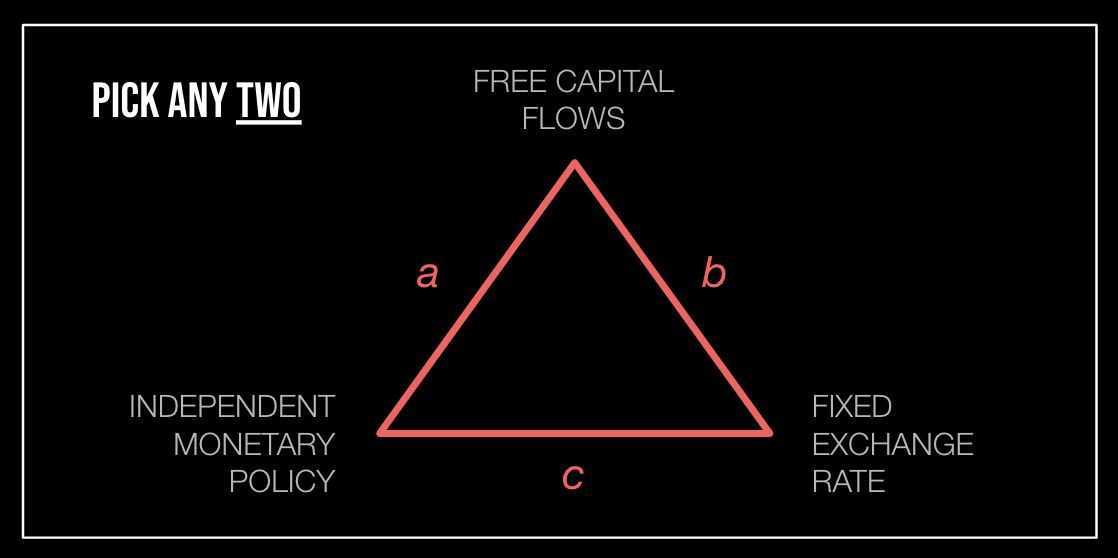 PICK ANY TWO
FREE CAPITAL
FLOWS
a
b
INDEPENDENT
MONETARY
POLICY
FIXED
EXCHANGE
RATE
c